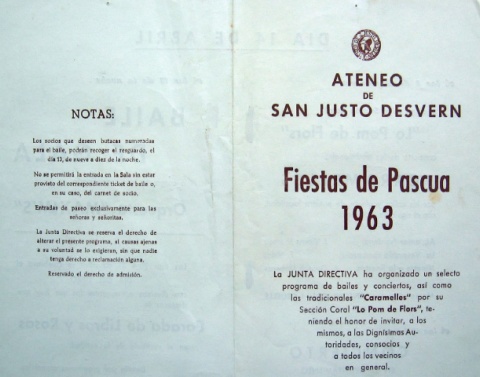 NOTAS:
Los socios que deseen butacas numeradas
para el baile, podrán recoger el resguardo, el
día 13, de nueve a diez de la noche.
No se permitirá la entrada en la Sala sin estar
provisto del correspondiente ticket de baile o,
en su caso, del carnet de socio.
Entradas de paseo exclusivamente para las
señoras y señoritas.
La Junta Directiva se reserva el derecho de
alterar el presente programa, si causas ajenas
a su voluntad se lo exigieran, sin que nadie
tenga derecho a reclamación alguna.
Reservado el derecho de admisión.
ATENEO
DE
SAN JUSTO DESVERN
Fiestas de Pascua
1963
La JUNTA DIRECTIVA ha organizado un selecto
programa de bailes y conciertos, así como
las tradicionales "Caramelles" por su
Sección Coral "Lo Pom de Flors", te-
niendo el honor de invitar, a los
mismos, a las Dignísimas Au-
toridades, consocios y
a todos los vecinos
en general.